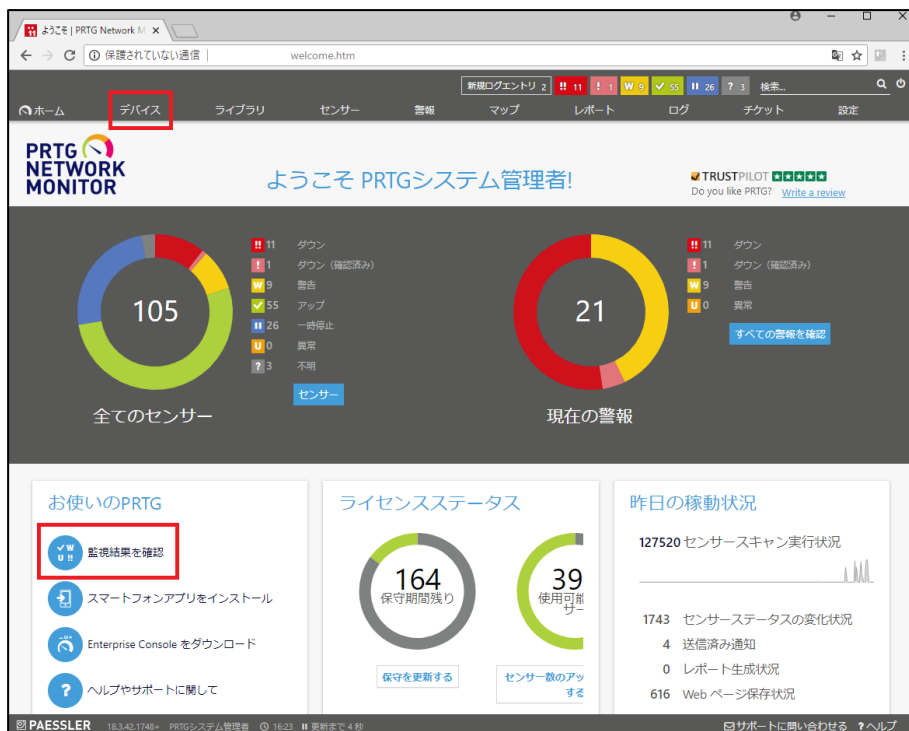 ようこそ | PRTG Network M
保護されていない通信 | welcome.htm
新規ログエントリ 2 !! 11 ! 1 W 9 55 II 26 ? 3 検索...
ホーム デバイス ライブラリ センサー 警報 マップ レポート ログ チケット 設定
PRTG
NETWORK
MONITOR
ようこそ PRTGシステム管理者!
TRUSTPILOT
Do you like PRTG? Write a review
105
!! 11 ダウン
! 1 ダウン（確認済み）
W 9 警告
55 アップ
II 26 一時停止
U 0 異常
? 3 不明
センサー
全てのセンサー
21
!! 11 ダウン
! 1 ダウン（確認済み）
W 9 警告
U 0 異常
すべての警報を確認
現在の警報
お使いのPRTG
W U !! 監視結果を確認
スマートフォンアプリをインストール
Enterprise Console をダウンロード
? ヘルプやサポートに関して
ライセンスステータス
164
保守期間残り
保守を更新する
39
使用可能
サー
センサー数のアッ
する
昨日の稼動状況
127520 センサースキャン実行状況
1743 センサーステータスの変化状況
4 送信済み通知
0 レポート生成状況
616 Web ページ保存状況
PAESSLER 18.3.42.1748+ PRTGシステム管理者 16:23 II 更新まで 4 秒 サポートに問い合わせる ? ヘルプ